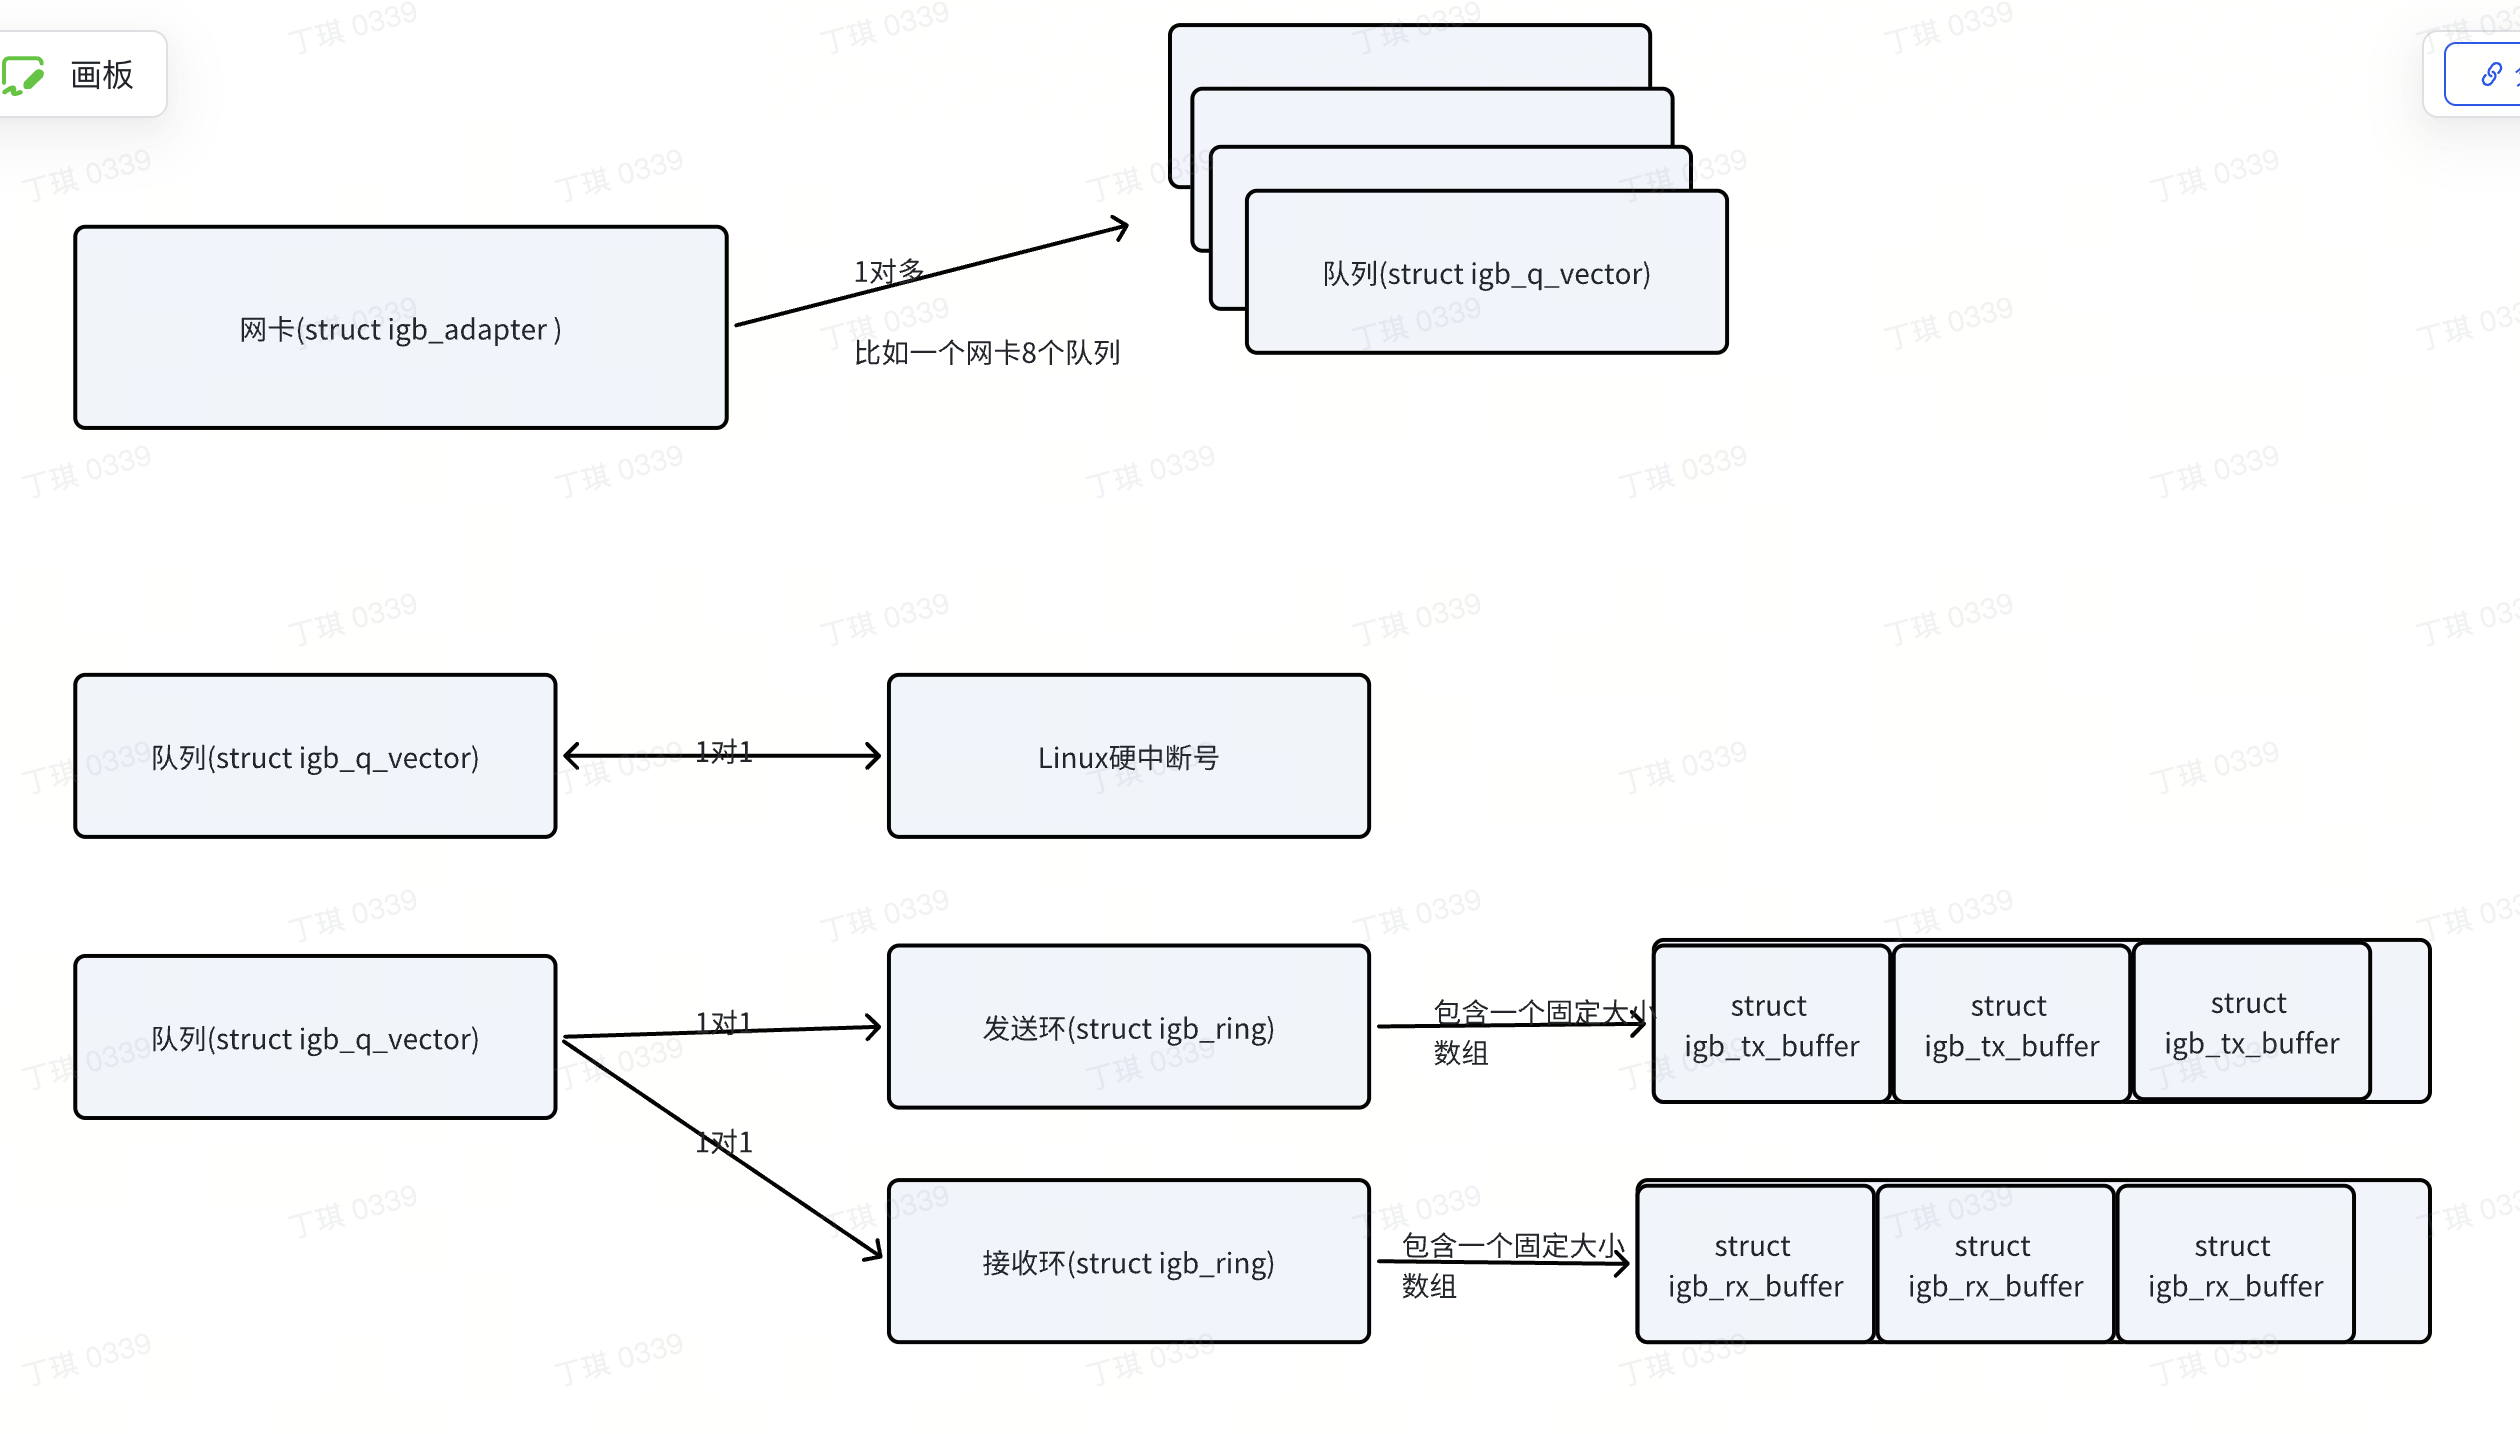 画板
网卡(struct igb_adapter )
1对多
比如一个网卡8个队列
队列(struct igb_q_vector)
队列(struct igb_q_vector)
1对1
Linux硬中断号
队列(struct igb_q_vector)
1对1
发送环(struct igb_ring)
包含一个固定大小
数组
struct
igb_tx_buffer
struct
igb_tx_buffer
struct
igb_tx_buffer
1对1
接收环(struct igb_ring)
包含一个固定大小
数组
struct
igb_rx_buffer
struct
igb_rx_buffer
struct
igb_rx_buffer
丁琪 0339